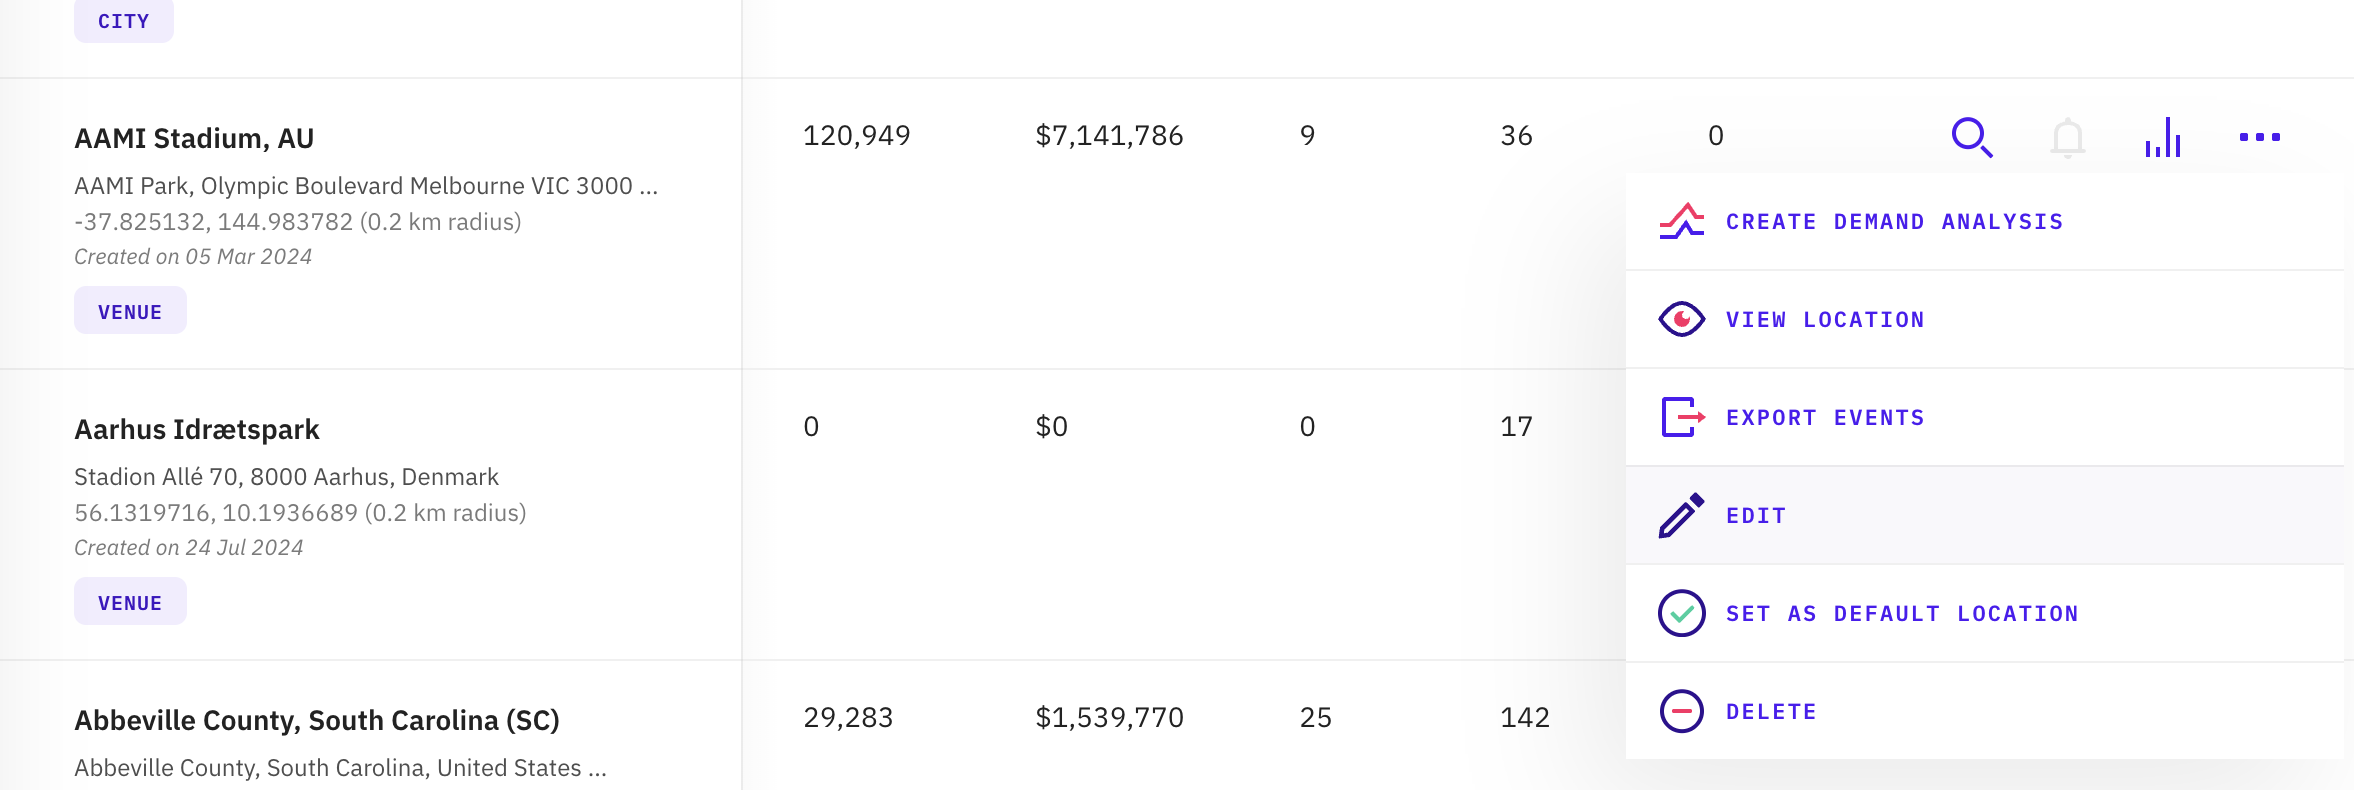 CITY
AAMI Stadium, AU
120,949
$7,141,786
9
36
0
AAMI Park, Olympic Boulevard Melbourne VIC 3000 ...
-37.825132, 144.983782 (0.2 km radius)
Created on 05 Mar 2024
VENUE
CREATE DEMAND ANALYSIS
VIEW LOCATION
EXPORT EVENTS
EDIT
SET AS DEFAULT LOCATION
DELETE
Aarhus Idrætspark
0
$0
0
17
Stadion Allé 70, 8000 Aarhus, Denmark
56.1319716, 10.1936689 (0.2 km radius)
Created on 24 Jul 2024
VENUE
Abbeville County, South Carolina (SC)
29,283
$1,539,770
25
142
Abbeville County, South Carolina, United States ...